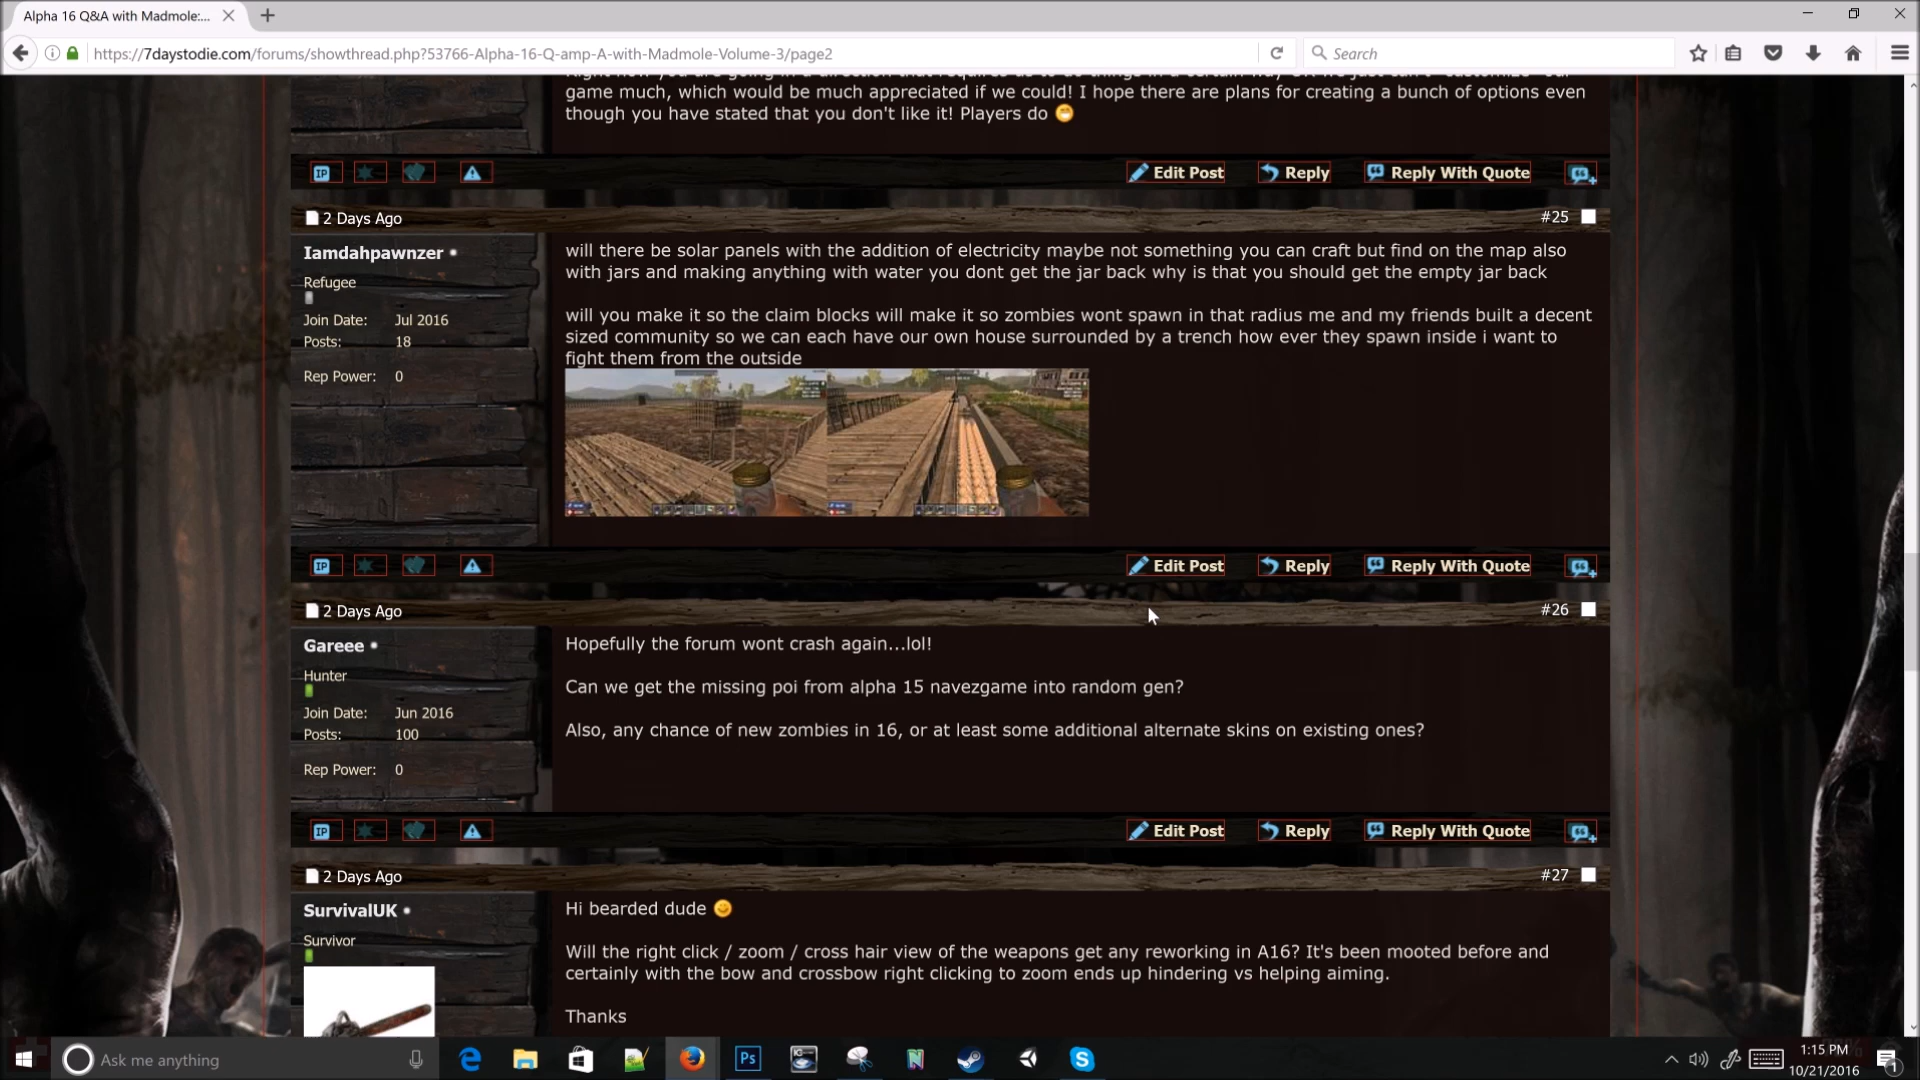 Alpha 16 Q&A with Madmole:...
https://7daystodie.com/forums/showthread.php?53766-Alpha-16-Q-amp-A-with-Madmole-Volume-3/page2
Search
game much, which would be much appreciated if we could! I hope there are plans for creating a bunch of options even
though you have stated that you don't like it! Players do
IP
Edit Post
Reply
Reply With Quote
2 Days Ago
#25
Iamdahpawnzer
Refugee
Join Date: Jul 2016
Posts: 18
Rep Power: 0
will there be solar panels with the addition of electricity maybe not something you can craft but find on the map also
with jars and making anything with water you dont get the jar back why is that you should get the empty jar back
will you make it so the claim blocks will make it so zombies wont spawn in that radius me and my friends built a decent
sized community so we can each have our own house surrounded by a trench how ever they spawn inside i want to
fight them from the outside
IP
Edit Post
Reply
Reply With Quote
2 Days Ago
#26
Gareee
Hunter
Join Date: Jun 2016
Posts: 100
Rep Power: 0
Hopefully the forum wont crash again...lol!
Can we get the missing poi from alpha 15 navezgame into random gen?
Also, any chance of new zombies in 16, or at least some additional alternate skins on existing ones?
IP
Edit Post
Reply
Reply With Quote
2 Days Ago
#27
SurvivalUK
Survivor
Hi bearded dude
Will the right click / zoom / cross hair view of the weapons get any reworking in A16? It's been mooted before and
certainly with the bow and crossbow right clicking to zoom ends up hindering vs helping aiming.
Thanks
Ask me anything
Ps
1:15 PM
10/21/2016
1